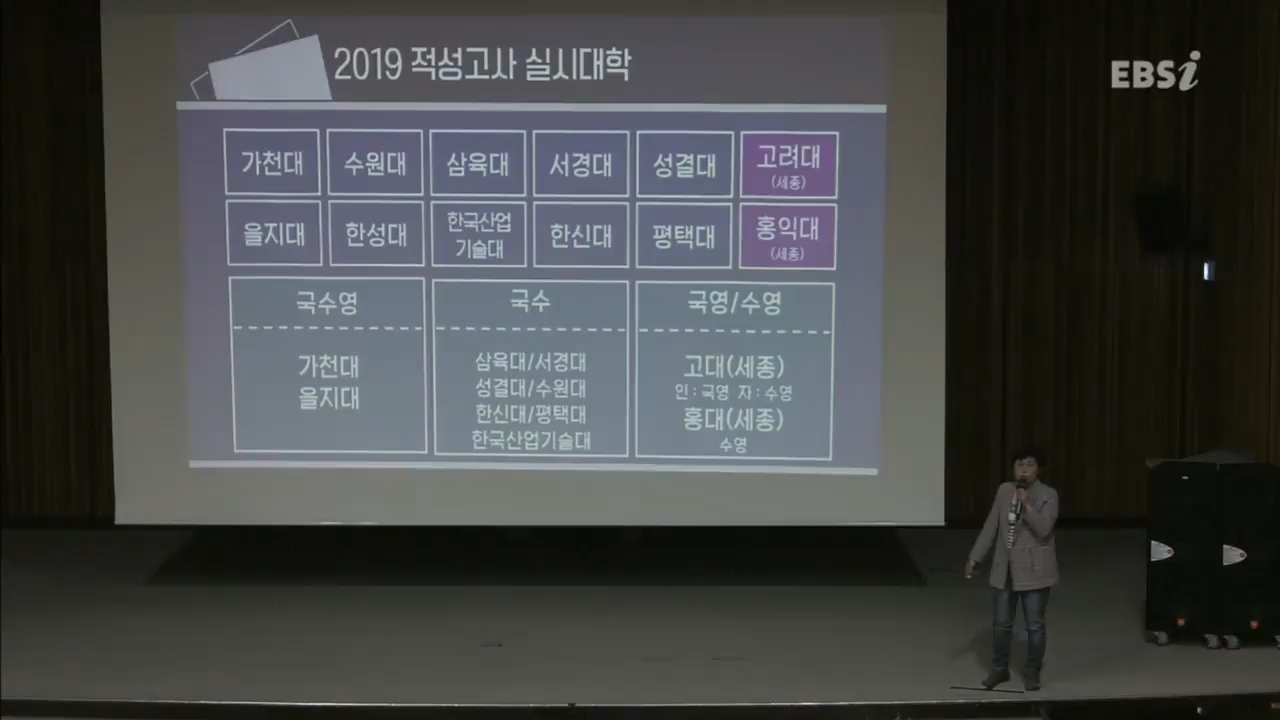 2019 적성고사 실시대학
EBSi
가천대 수원대 삼육대 서경대 성결대 고려대
(세종)
을지대 한성대 한국산업 기술대 한신대 평택대 홍익대
(세종)
국수영 국수 국영/수영
가천대
을지대
삼육대/서경대
성결대/수원대
한신대/평택대
한국산업기술대
고대(세종)
인:국영 자:수영
홍대(세종)
수영